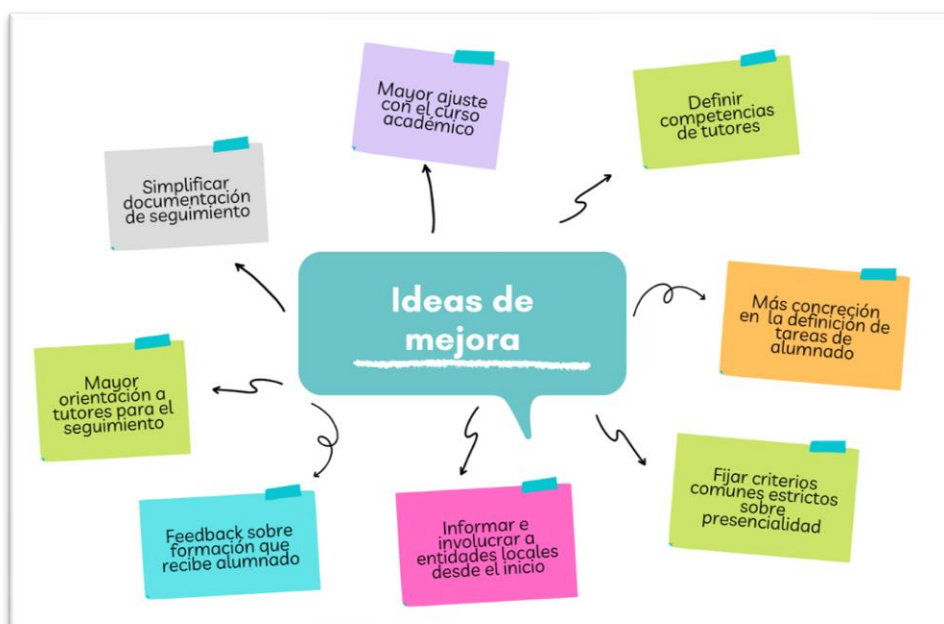 Mayor ajuste
con el curso
académico
Definir
competencias
de tutores
Simplificar
documentación
de seguimiento
Ideas de
mejora
Más concreción
en la definición de
tareas de
alumnado
Mayor
orientación a
tutores para el
seguimiento
Fijar criterios
comunes estrictos
sobre
presencialidad
Feedback sobre
formación que
recibe alumnado
Informar e
involucrar a
entidades locales
desde el inicio